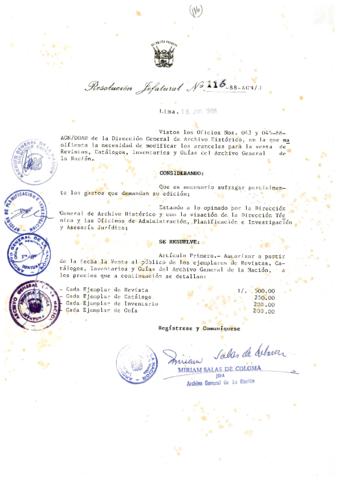 (116)
Resolución Jefatural Nº 116-88-AGN/J
Lima,
Vistos los Oficios Nos. 063 y 045-88-
AGN/DGAH de la Dirección General de Archivo Histórico, en la que ma
nifiesta la necesidad de modificar los aranceles para la venta de
Revistas, Catálogos, Inventarios y Guías del Archivo General de
la Nación.
CONSIDERANDO:
Que es necesario sufragar parcialmen-
te los gastos que demandan su edición;
Estando a lo opinado por la Dirección
General de Archivo Histórico y con la visación de la Dirección Téc
nica y las Oficinas de Administración, Planificación e Investigación
y Asesoría Jurídica;
SE RESUELVE:
Artículo Primero.- Autorizar a partir
de la fecha la Venta al público de los ejemplares de Revistas, Ca-
tálogos, Inventarios y Guías del Archivo General de la Nación, a
los precios que a continuación se detallan:
- Cada Ejemplar de Revista I/. 500.00
- Cada Ejemplar de Catálogo 250.00
- Cada Ejemplar de Inventario 200.00
- Cada Ejemplar de Guía 200.00
Regístrese y Comuníquese
MIRIAM SALAS DE COLOMA
Jefa
Archivo General de la Nación